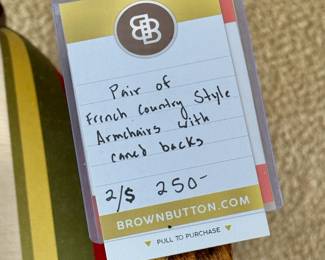 BB
Pair of
French Country Style
Armchairs with
caned backs
2/$ 250-
BROWNBUTTON.COM
PULL TO PURCHASE